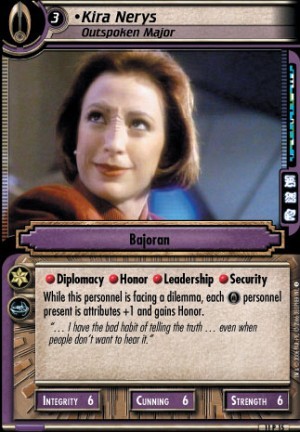 3
•Kira Nerys
Outspoken Major
Bajoran
Diplomacy Honor Leadership Security
While this personnel is facing a dilemma, each personnel
present is attributes +1 and gains Honor.
“… I have the bad habit of telling the truth … even when
people don’t want to hear it.”
INTEGRITY 6 CUNNING 6 STRENGTH 6
11 P 15